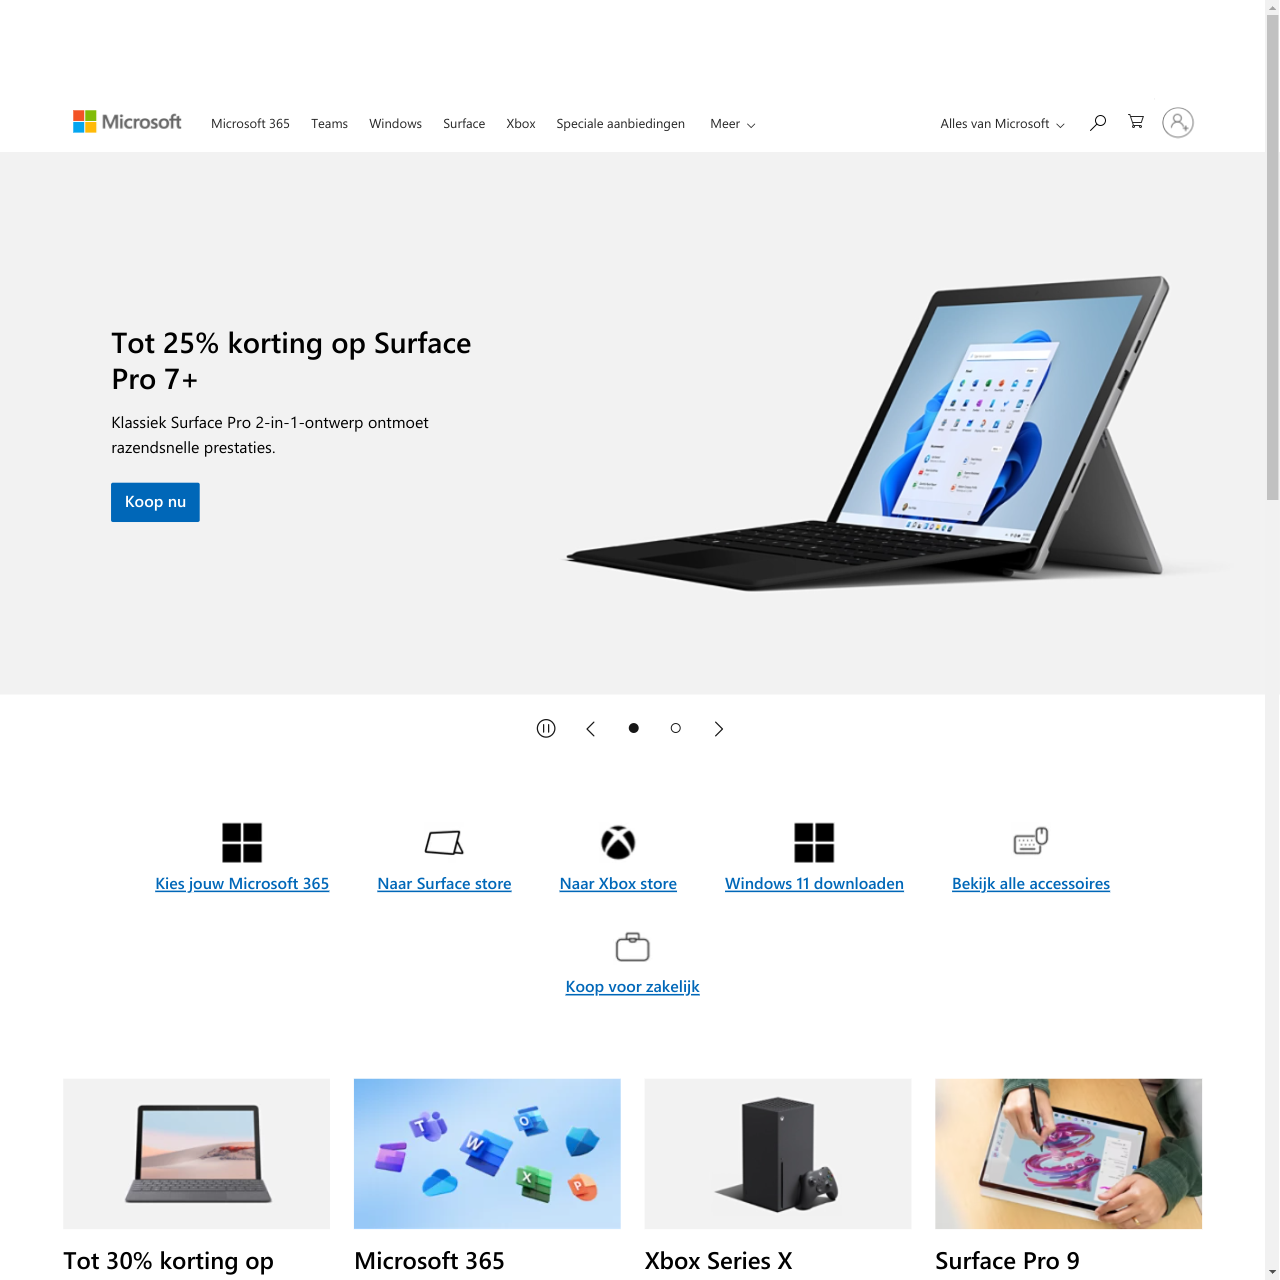 Microsoft
Microsoft 365
Teams
Windows
Surface
Xbox
Speciale aanbiedingen
Meer
Alles van Microsoft
Tot 25% korting op Surface
Pro 7+
Klassiek Surface Pro 2-in-1-ontwerp ontmoet
razendsnelle prestaties.
Koop nu
Kies jouw Microsoft 365
Naar Surface store
Naar Xbox store
Windows 11 downloaden
Bekijk alle accessoires
Koop voor zakelijk
T
W
O
X
P
Tot 30% korting op
Microsoft 365
Xbox Series X
Surface Pro 9